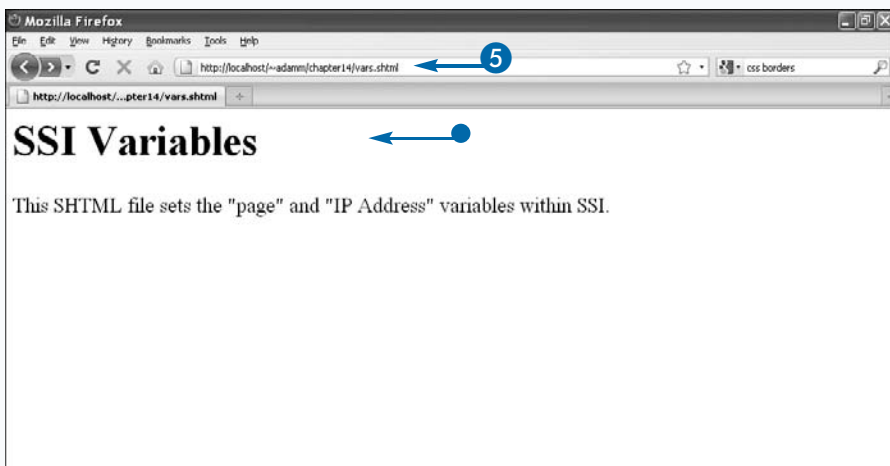 Mozilla Firefox
File Edit View History Bookmarks Tools Help
http://localhost/~adamm/chapter14/vars.shtml
5
css borders
http://localhost/...pter14/vars.shtml
SSI Variables
This SHTML file sets the "page" and "IP Address" variables within SSI.